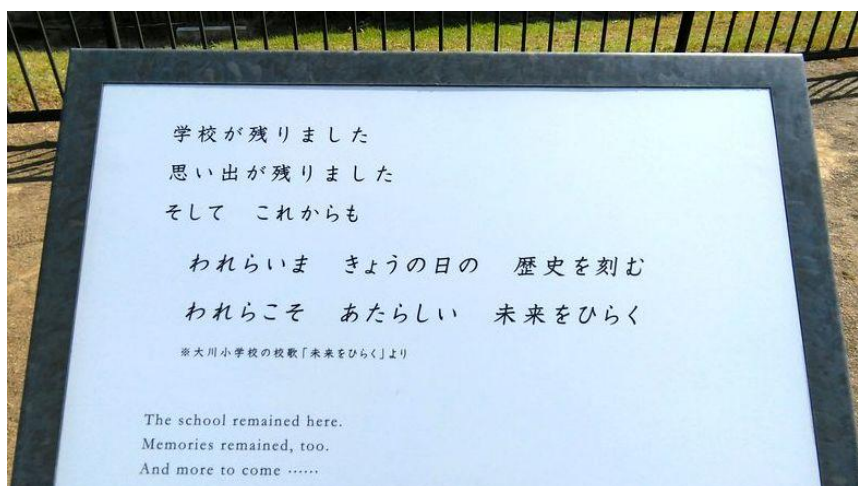 学校が残りました
思い出が残りました
そして　これからも
われらいま　きょうの日の　歴史を刻む
われらこそ　あたらしい　未来をひらく
※大川小学校の校歌「未来をひらく」より
The school remained here.
Memories remained, too.
And more to come ……